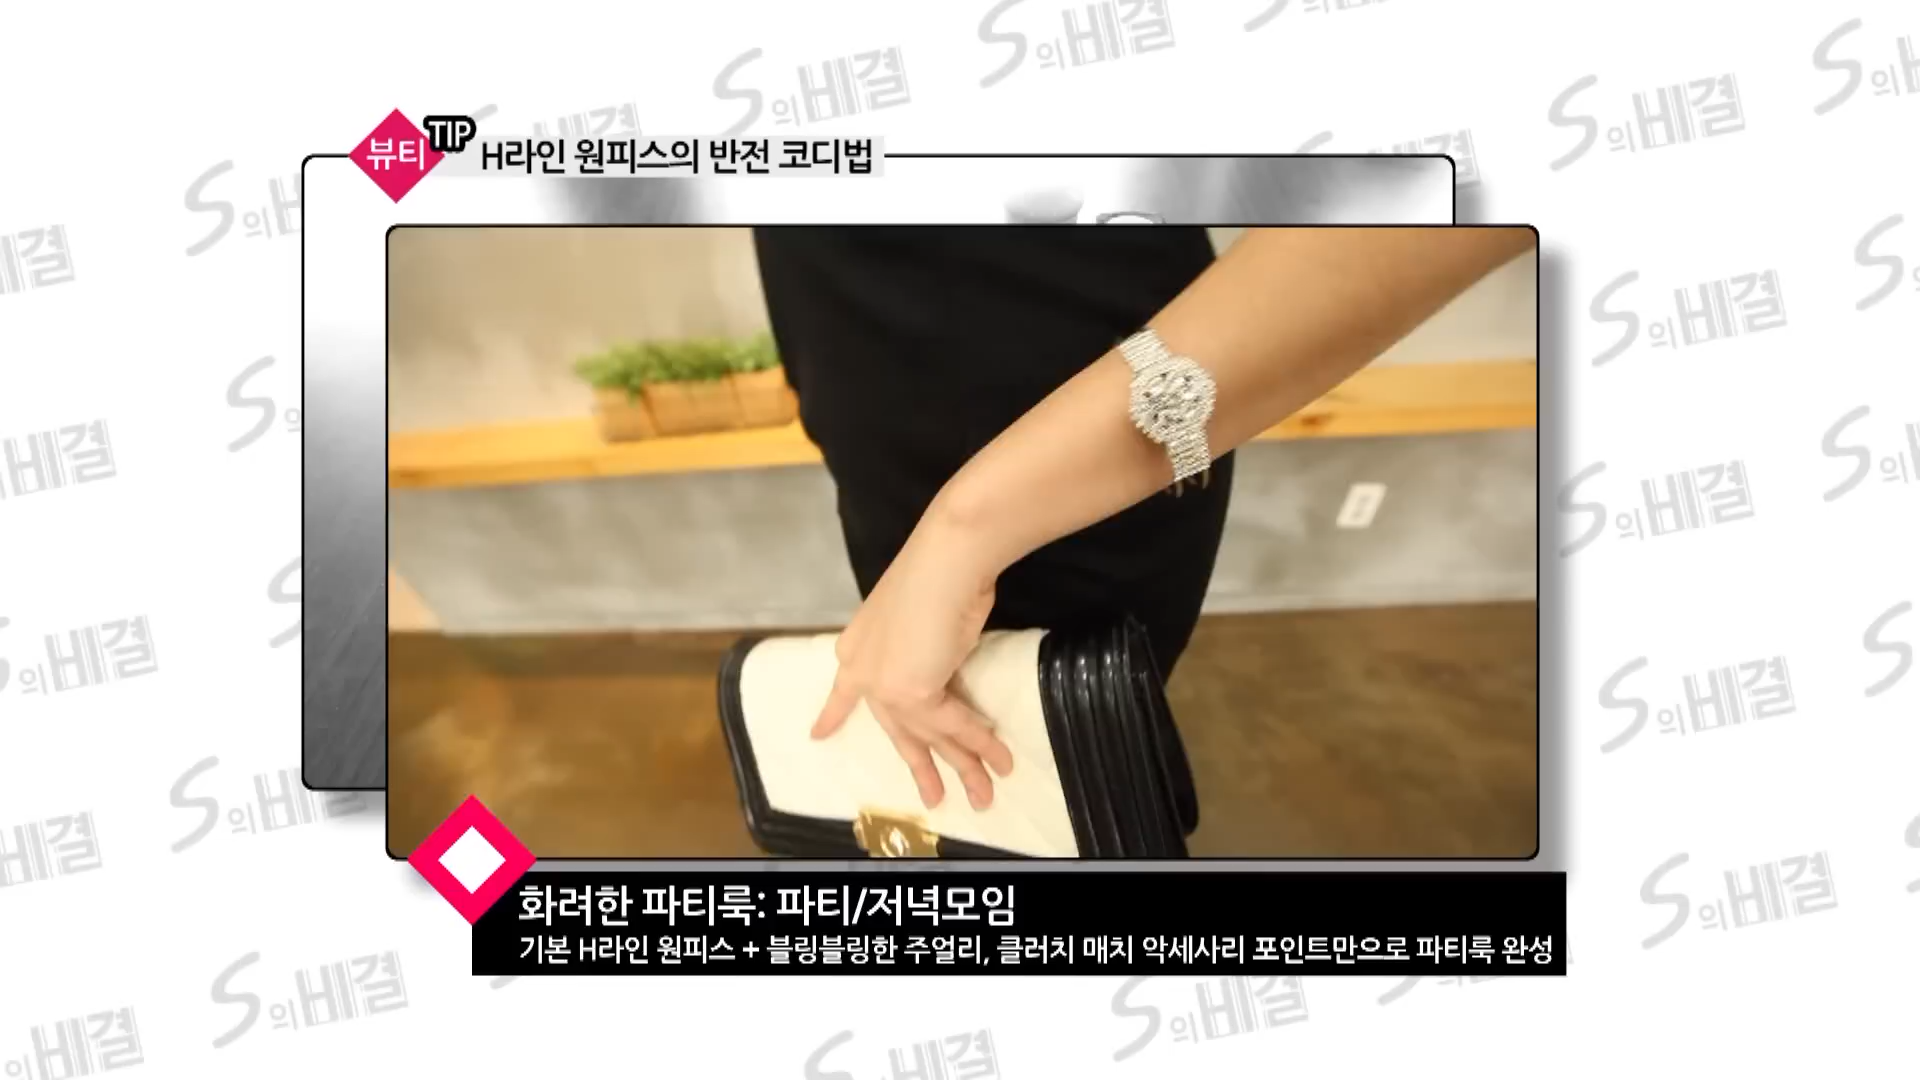 뷰티 TIP H라인 원피스의 반전 코디법
화려한 파티룩: 파티/저녁모임
기본 H라인 원피스 + 블링블링한 주얼리, 클러치 매치 악세사리 포인트만으로 파티룩 완성
S의비결